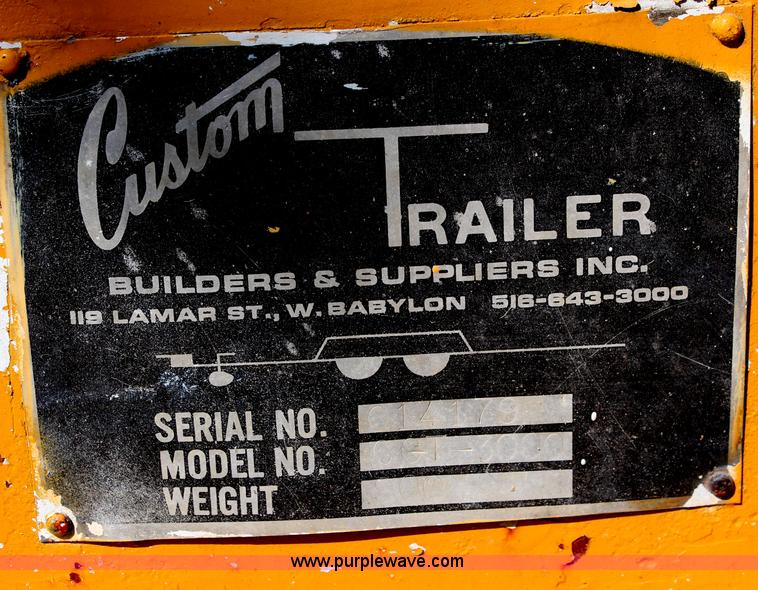 Custom
TRAILER
BUILDERS & SUPPLIERS INC.
119 LAMAR ST., W. BABYLON 516-643-3000
SERIAL NO.
MODEL NO.
WEIGHT
www.purplewave.com